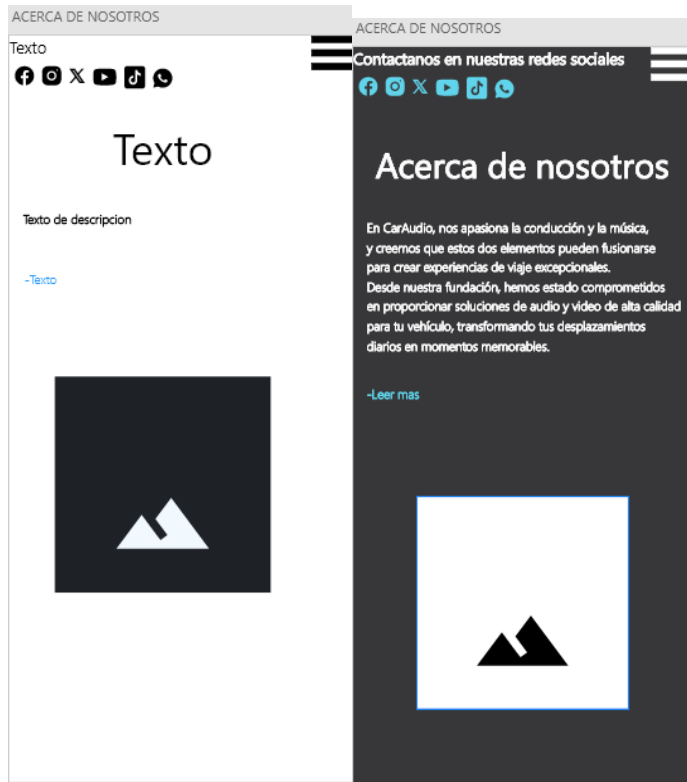 ACERCA DE NOSOTROS
Texto
Texto
Texto de descripcion
-Texto
ACERCA DE NOSOTROS
Contactanos en nuestras redes sociales
Acerca de nosotros
En CarAudio, nos apasiona la conducción y la música,
y creemos que estos dos elementos pueden fusionarse
para crear experiencias de viaje excepcionales.
Desde nuestra fundación, hemos estado comprometidos
en proporcionar soluciones de audio y video de alta calidad
para tu vehículo, transformando tus desplazamientos
diarios en momentos memorables.
-Leer mas